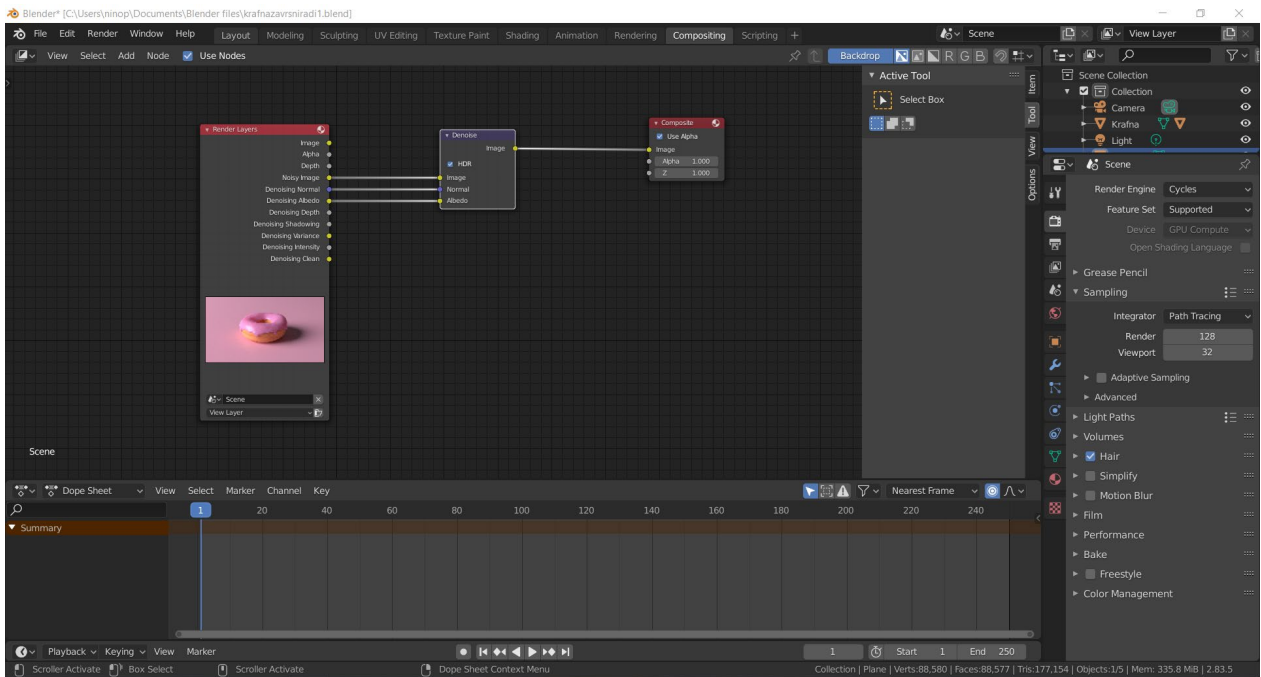 Blender* [C:\Users\ninop\Documents\Blender files\krafnazavrsniradi1.blend]
File Edit Render Window Help Layout Modeling Sculpting UV Editing Texture Paint Shading Animation Rendering Compositing Scripting + Scene View Layer
View Select Add Node Use Nodes Backdrop R G B
Active Tool
Select Box
Item
Tool
View
Options
Render Layers
Image
Alpha
Depth
Noisy Image
Denoising Normal
Denoising Albedo
Denoising Depth
Denoising Shadowing
Denoising Variance
Denoising Intensity
Denoising Clean
Scene
View Layer
Denoise
Image
HDR
Image
Normal
Albedo
Composite
Use Alpha
Image
Alpha 1.000
Z 1.000
Scene
Scene Collection
Collection
Camera
Krafna
Light
Scene
Render Engine Cycles
Feature Set Supported
Device GPU Compute
Open Shading Language
Grease Pencil
Sampling
Integrator Path Tracing
Render 128
Viewport 32
Adaptive Sampling
Advanced
Light Paths
Volumes
Hair
Simplify
Motion Blur
Film
Performance
Bake
Freestyle
Color Management
Dope Sheet View Select Marker Channel Key Nearest Frame
1 20 40 60 80 100 120 140 160 180 200 220 240
Summary
Playback Keying View Marker 1 Start 1 End 250
Scroller Activate Box Select Scroller Activate Dope Sheet Context Menu Collection | Plane | Verts:88,580 | Faces:88,577 | Tris:177,154 | Objects:1/5 | Mem: 335.8 MiB | 2.83.5